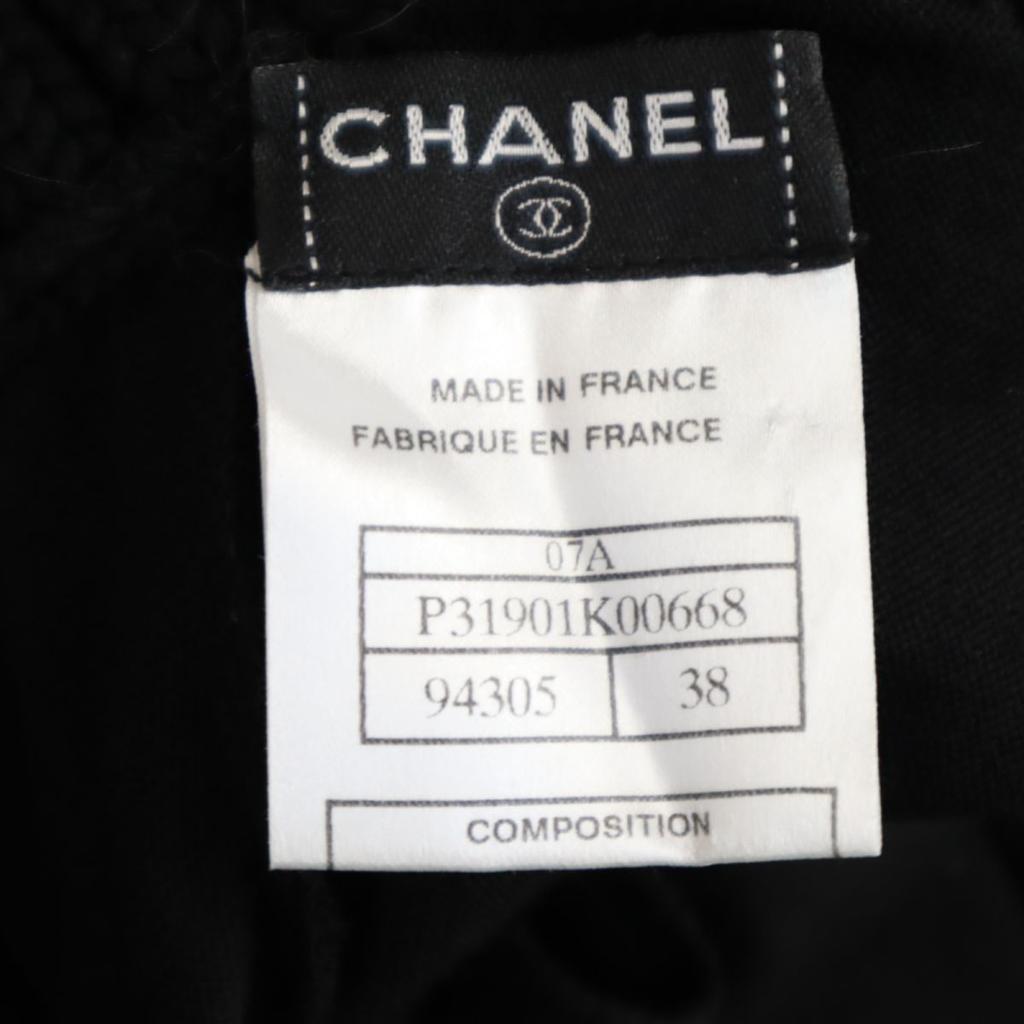 CHANEL
MADE IN FRANCE
FABRIQUE EN FRANCE
07A
P31901K00668
94305 38
COMPOSITION